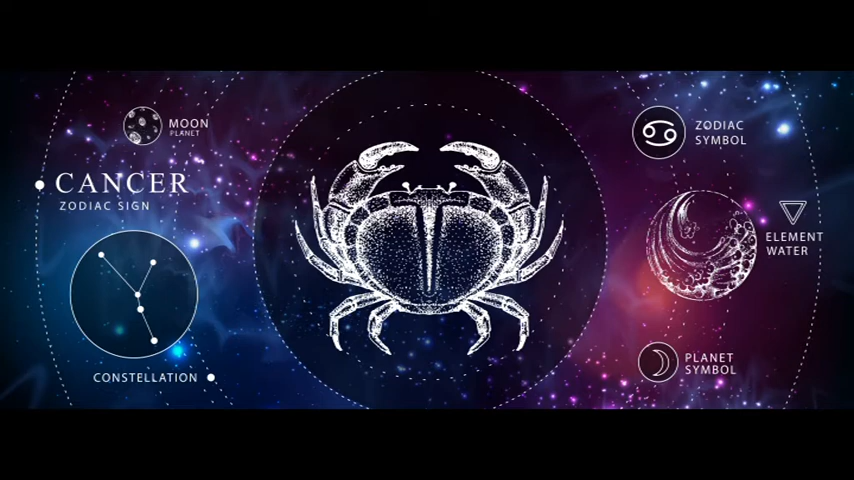 MOON
PLANET
CANCER
ZODIAC SIGN
CONSTELLATION
ZODIAC
SYMBOL
ELEMENT
WATER
PLANET
SYMBOL